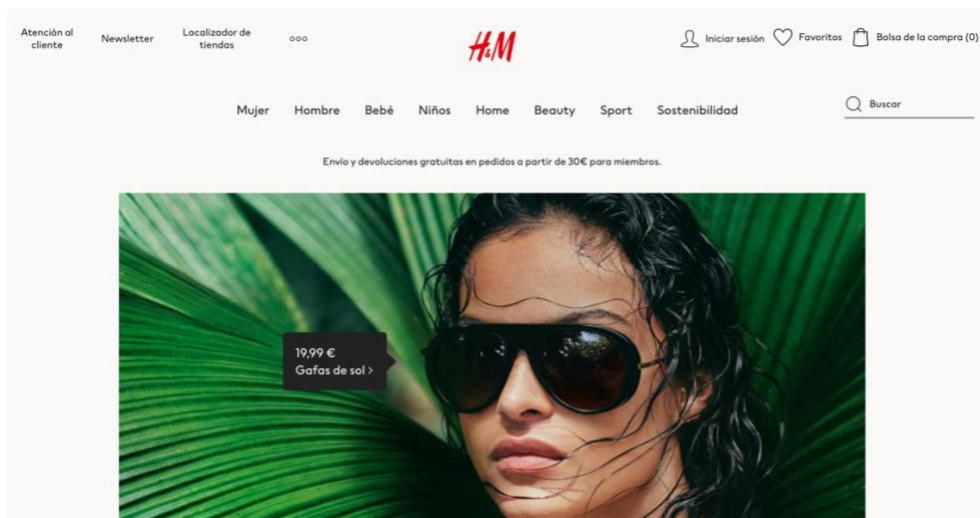 Atención al
cliente
Newsletter
Localizador de
tiendas
H&M
Iniciar sesión
Favoritos
Bolsa de la compra (0)
Mujer Hombre Bebé Niños Home Beauty Sport Sostenibilidad
Buscar
Envío y devoluciones gratuitas en pedidos a partir de 30€ para miembros.
19,99 €
Gafas de sol >